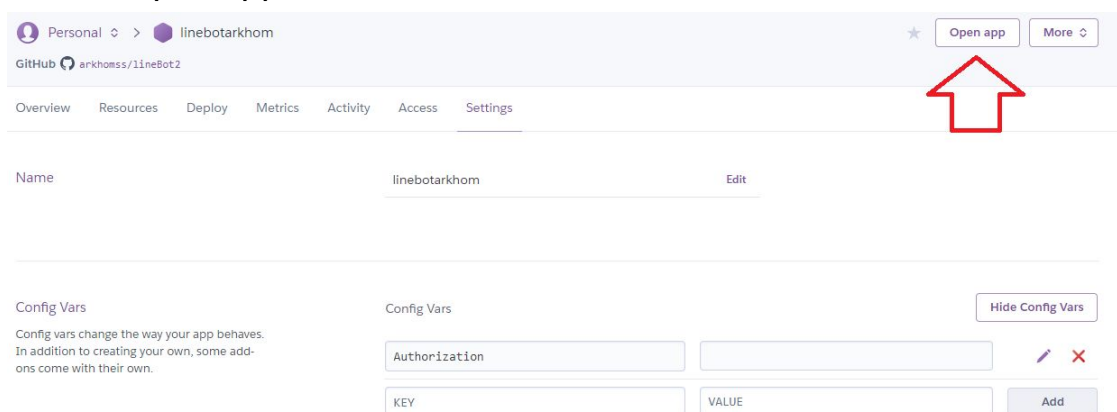 Personal > linebotarkhom
Open app
More
GitHub arkhomss/lineBot2
Overview Resources Deploy Metrics Activity Access Settings
Name
linebotarkhom
Edit
Config Vars
Config vars change the way your app behaves.
In addition to creating your own, some add-
ons come with their own.
Config Vars
Hide Config Vars
Authorization
KEY
VALUE
Add